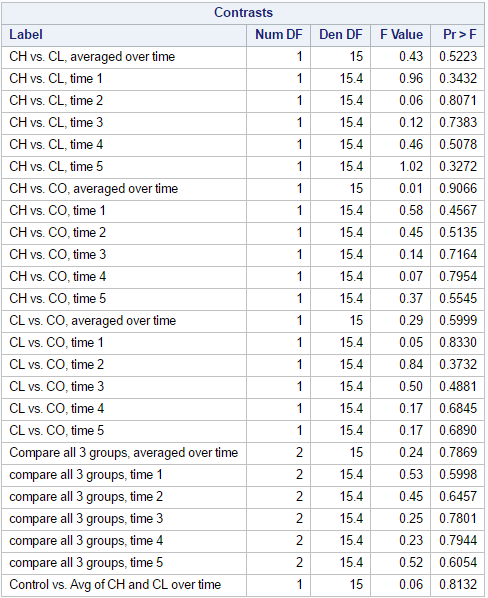 Contrasts
Label Num DF Den DF F Value Pr > F
CH vs. CL, averaged over time 1 15 0.43 0.5223
CH vs. CL, time 1 1 15.4 0.96 0.3432
CH vs. CL, time 2 1 15.4 0.06 0.8071
CH vs. CL, time 3 1 15.4 0.12 0.7383
CH vs. CL, time 4 1 15.4 0.46 0.5078
CH vs. CL, time 5 1 15.4 1.02 0.3272
CH vs. CO, averaged over time 1 15 0.01 0.9066
CH vs. CO, time 1 1 15.4 0.58 0.4567
CH vs. CO, time 2 1 15.4 0.45 0.5135
CH vs. CO, time 3 1 15.4 0.14 0.7164
CH vs. CO, time 4 1 15.4 0.07 0.7954
CH vs. CO, time 5 1 15.4 0.37 0.5545
CL vs. CO, averaged over time 1 15 0.29 0.5999
CL vs. CO, time 1 1 15.4 0.05 0.8330
CL vs. CO, time 2 1 15.4 0.84 0.3732
CL vs. CO, time 3 1 15.4 0.50 0.4881
CL vs. CO, time 4 1 15.4 0.17 0.6845
CL vs. CO, time 5 1 15.4 0.17 0.6890
Compare all 3 groups, averaged over time 2 15 0.24 0.7869
compare all 3 groups, time 1 2 15.4 0.53 0.5998
compare all 3 groups, time 2 2 15.4 0.45 0.6457
compare all 3 groups, time 3 2 15.4 0.25 0.7801
compare all 3 groups, time 4 2 15.4 0.23 0.7944
compare all 3 groups, time 5 2 15.4 0.52 0.6054
Control vs. Avg of CH and CL over time 1 15 0.06 0.8132